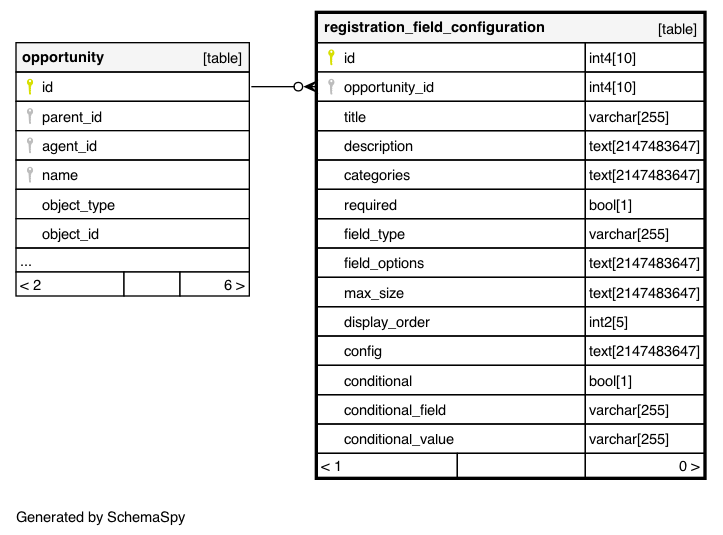 opportunity [table]
id
parent_id
agent_id
name
object_type
object_id
...
< 2 6 >
registration_field_configuration [table]
id int4[10]
opportunity_id int4[10]
title varchar[255]
description text[2147483647]
categories text[2147483647]
required bool[1]
field_type varchar[255]
field_options text[2147483647]
max_size text[2147483647]
display_order int2[5]
config text[2147483647]
conditional bool[1]
conditional_field varchar[255]
conditional_value varchar[255]
< 1 0 >
Generated by SchemaSpy